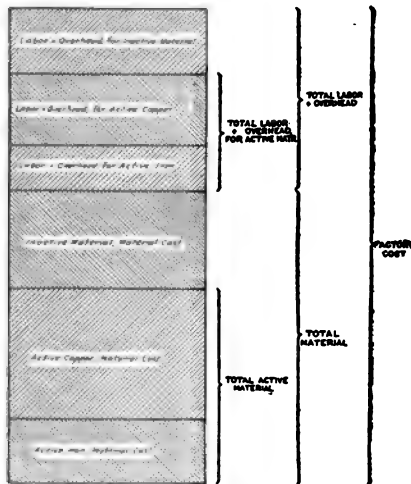 Labor + Overhead, for Inactive Material
Labor + Overhead, for Active Copper
Labor + Overhead for Active Iron
Inactive Material, Material Cost
Active Copper, Material Cost
Active Iron, Material Cost
TOTAL LABOR
+ OVERHEAD
FOR ACTIVE MAT'L
TOTAL ACTIVE
MATERIAL
TOTAL LABOR
+ OVERHEAD
TOTAL
MATERIAL
FACTORY
COST